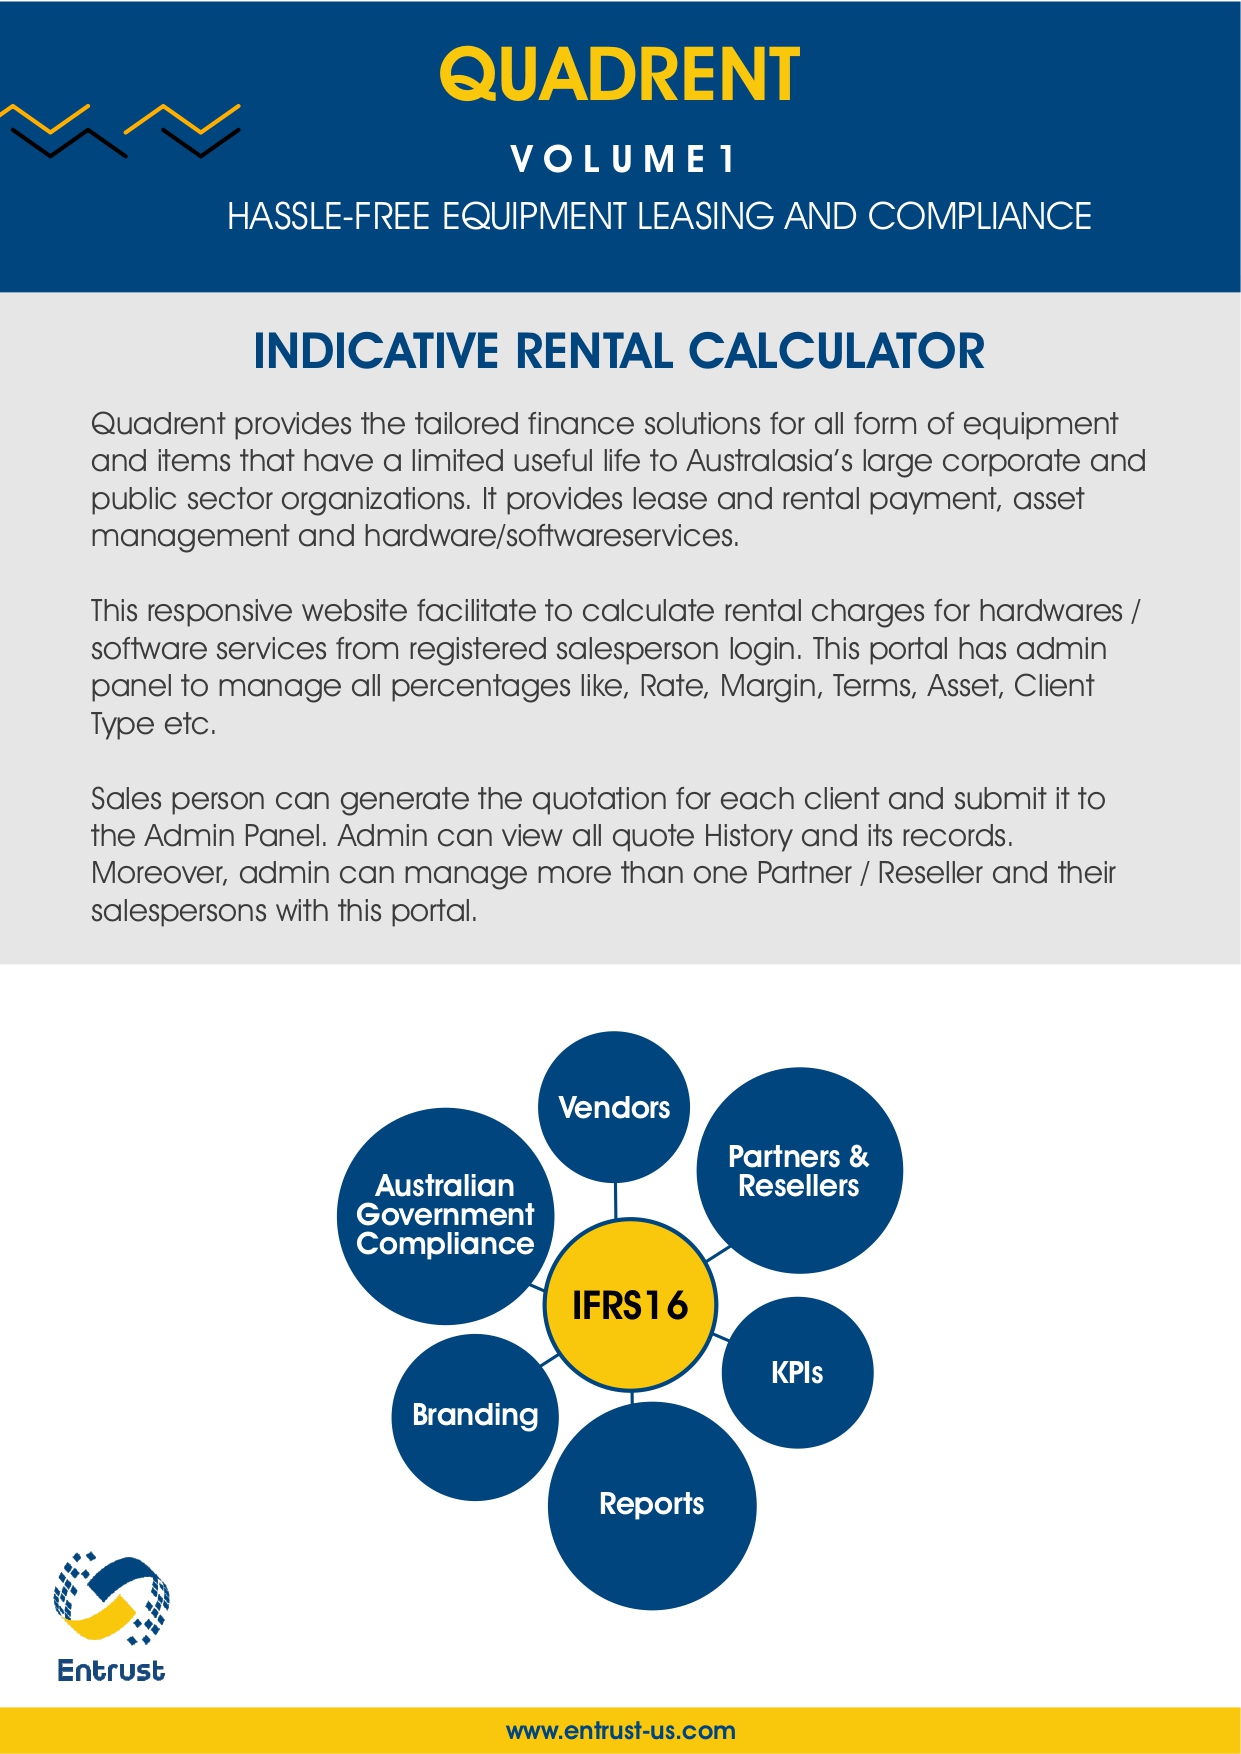 QUADRENT
VOLUME1
HASSLE-FREE EQUIPMENT LEASING AND COMPLIANCE
INDICATIVE RENTAL CALCULATOR
Quadrent provides the tailored finance solutions for all form of equipment
and items that have a limited useful life to Australasia's large corporate and
public sector organizations. It provides lease and rental payment, asset
management and hardware/softwareservices.
This responsive website facilitate to calculate rental charges for hardwares /
software services from registered salesperson login. This portal has admin
panel to manage all percentages like, Rate, Margin, Terms, Asset, Client
Type etc.
Sales person can generate the quotation for each client and submit it to
the Admin Panel. Admin can view all quote History and its records.
Moreover, admin can manage more than one Partner / Reseller and their
salespersons with this portal.
Vendors
Partners &
Resellers
Australian
Government
Compliance
IFRS16
KPIs
Branding
Reports
Entrust
www.entrust-us.com